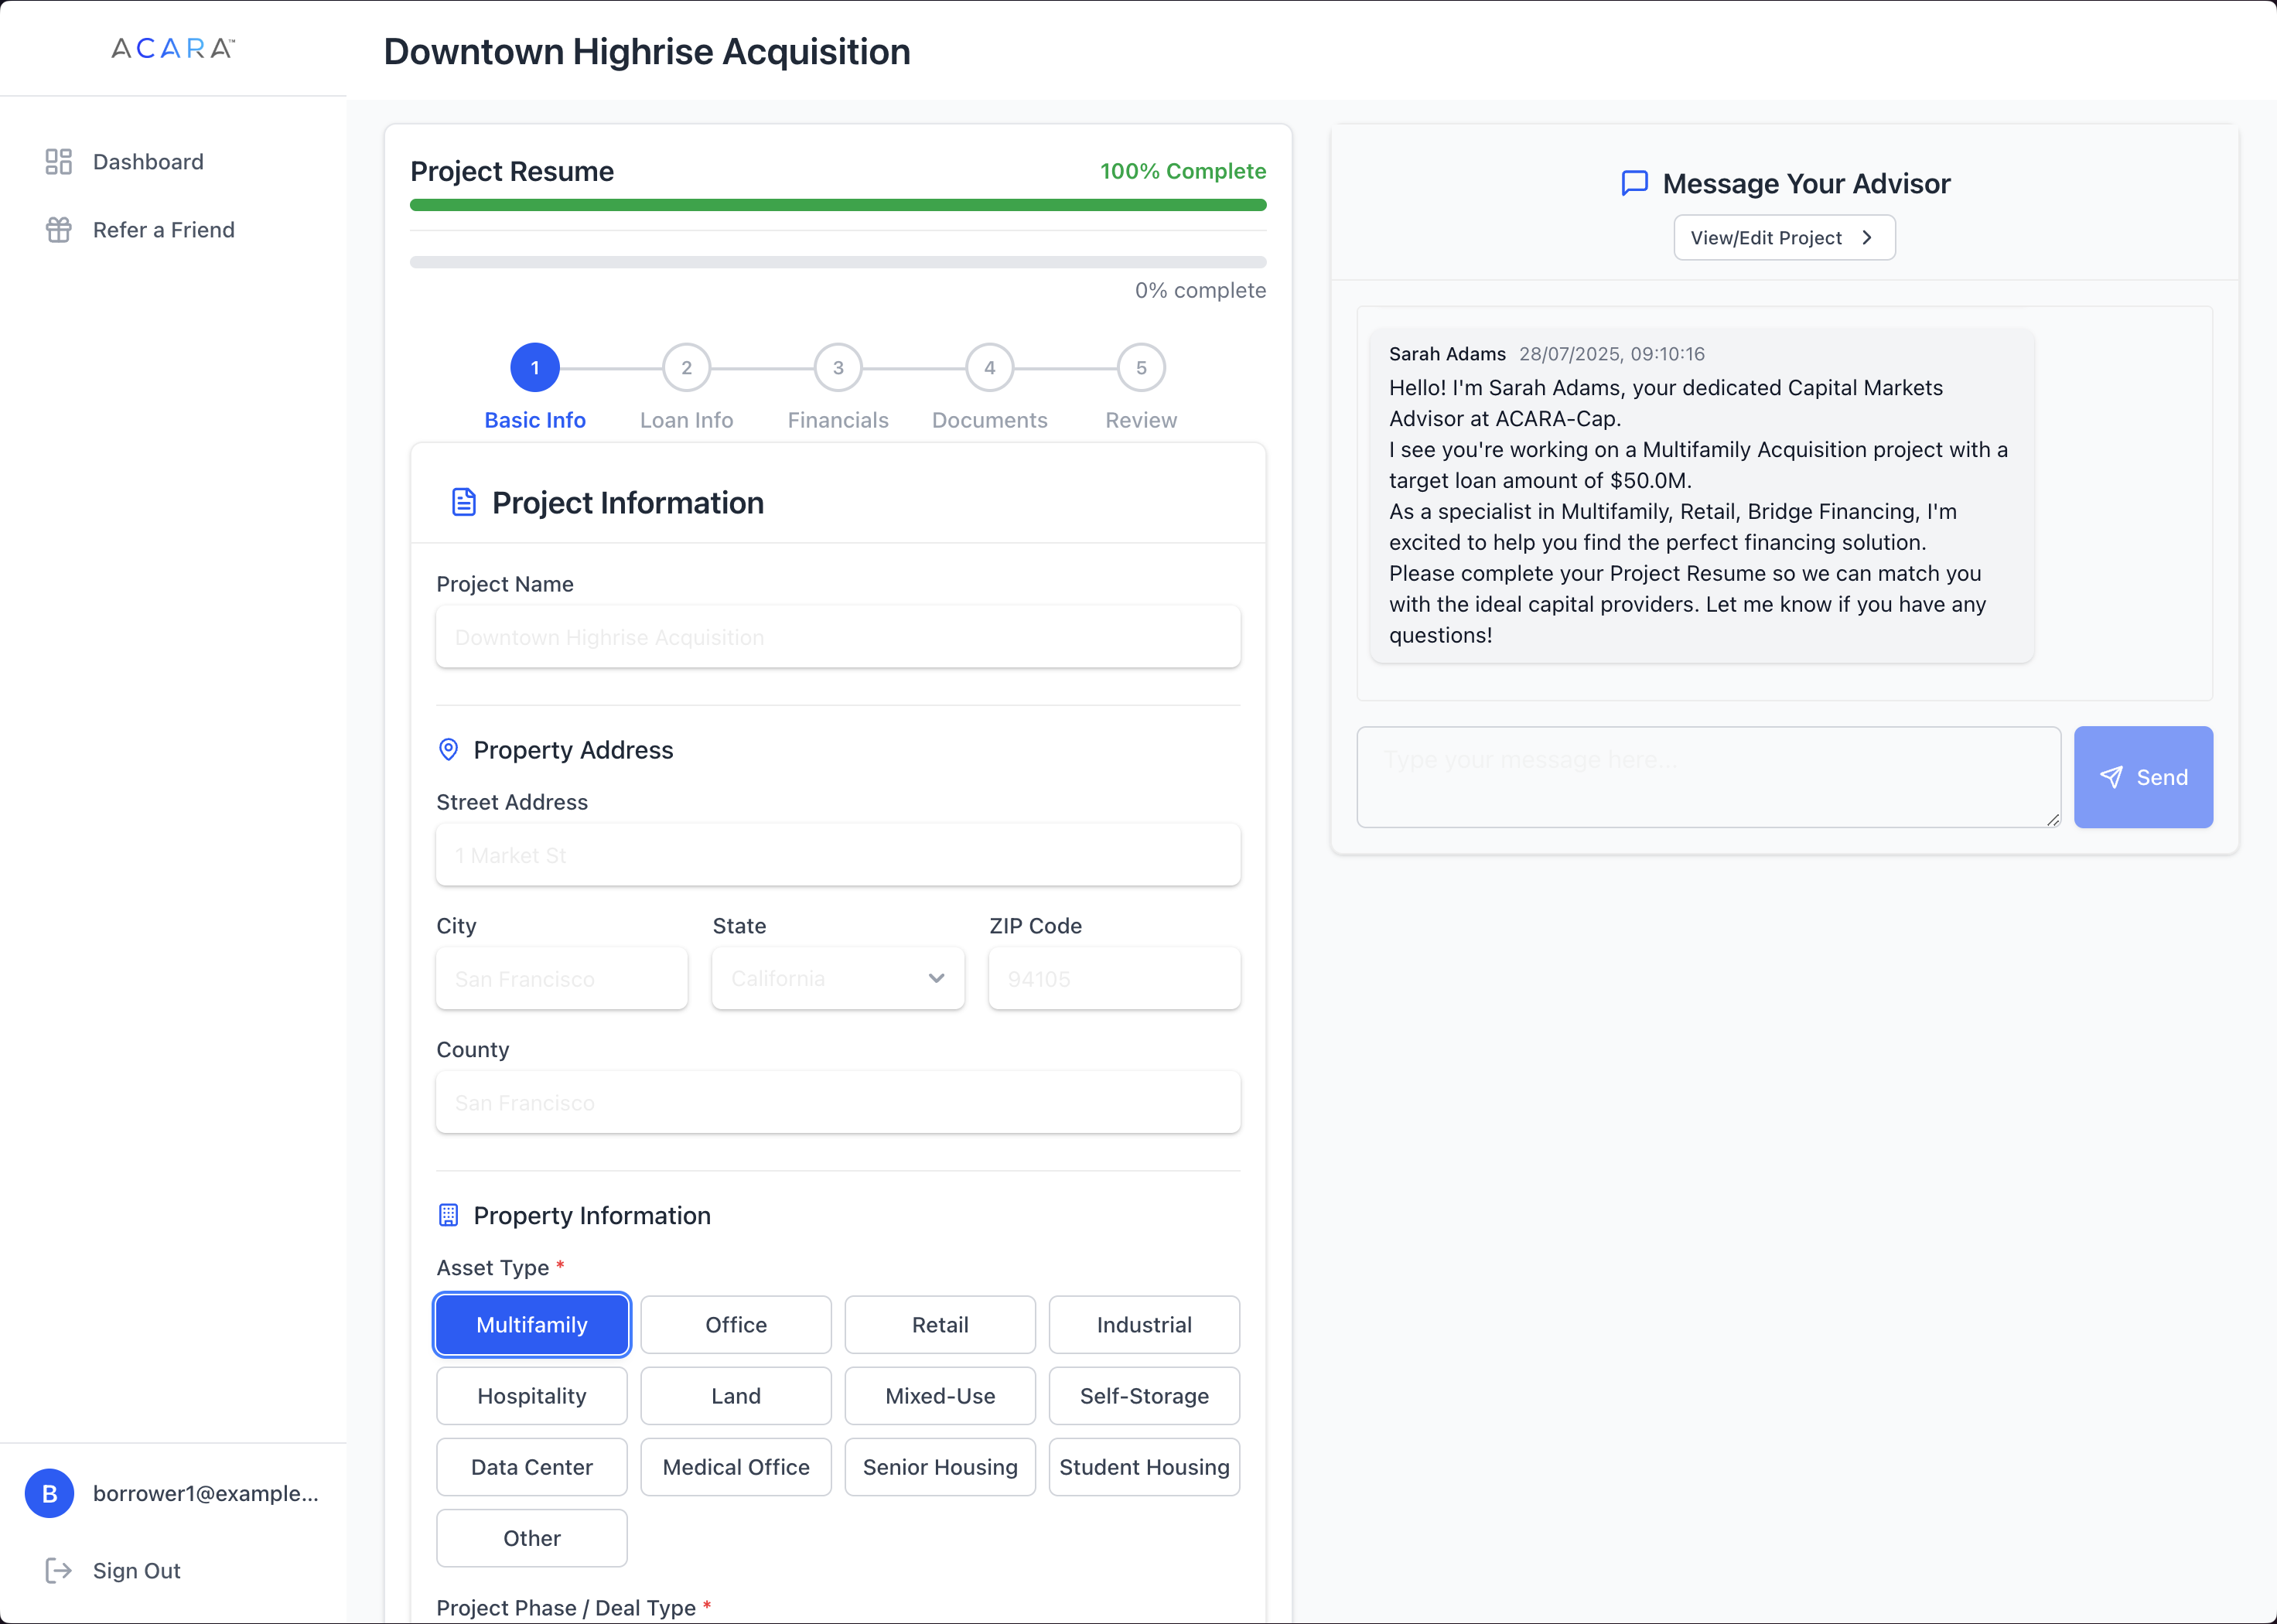 ACARA™
Downtown Highrise Acquisition
Dashboard
Refer a Friend
Project Resume
100% Complete
0% complete
1
2
3
4
5
Basic Info
Loan Info
Financials
Documents
Review
Project Information
Project Name
Downtown Highrise Acquisition
Property Address
Street Address
1 Market St
City
State
ZIP Code
San Francisco
California
94105
County
San Francisco
Property Information
Asset Type *
Multifamily
Office
Retail
Industrial
Hospitality
Land
Mixed-Use
Self-Storage
Data Center
Medical Office
Senior Housing
Student Housing
Other
Project Phase / Deal Type *
Message Your Advisor
View/Edit Project
Sarah Adams 28/07/2025, 09:10:16
Hello! I'm Sarah Adams, your dedicated Capital Markets
Advisor at ACARA-Cap.
I see you're working on a Multifamily Acquisition project with a
target loan amount of $50.0M.
As a specialist in Multifamily, Retail, Bridge Financing, I'm
excited to help you find the perfect financing solution.
Please complete your Project Resume so we can match you
with the ideal capital providers. Let me know if you have any
questions!
Type your message here...
Send
B
borrower1@example...
Sign Out